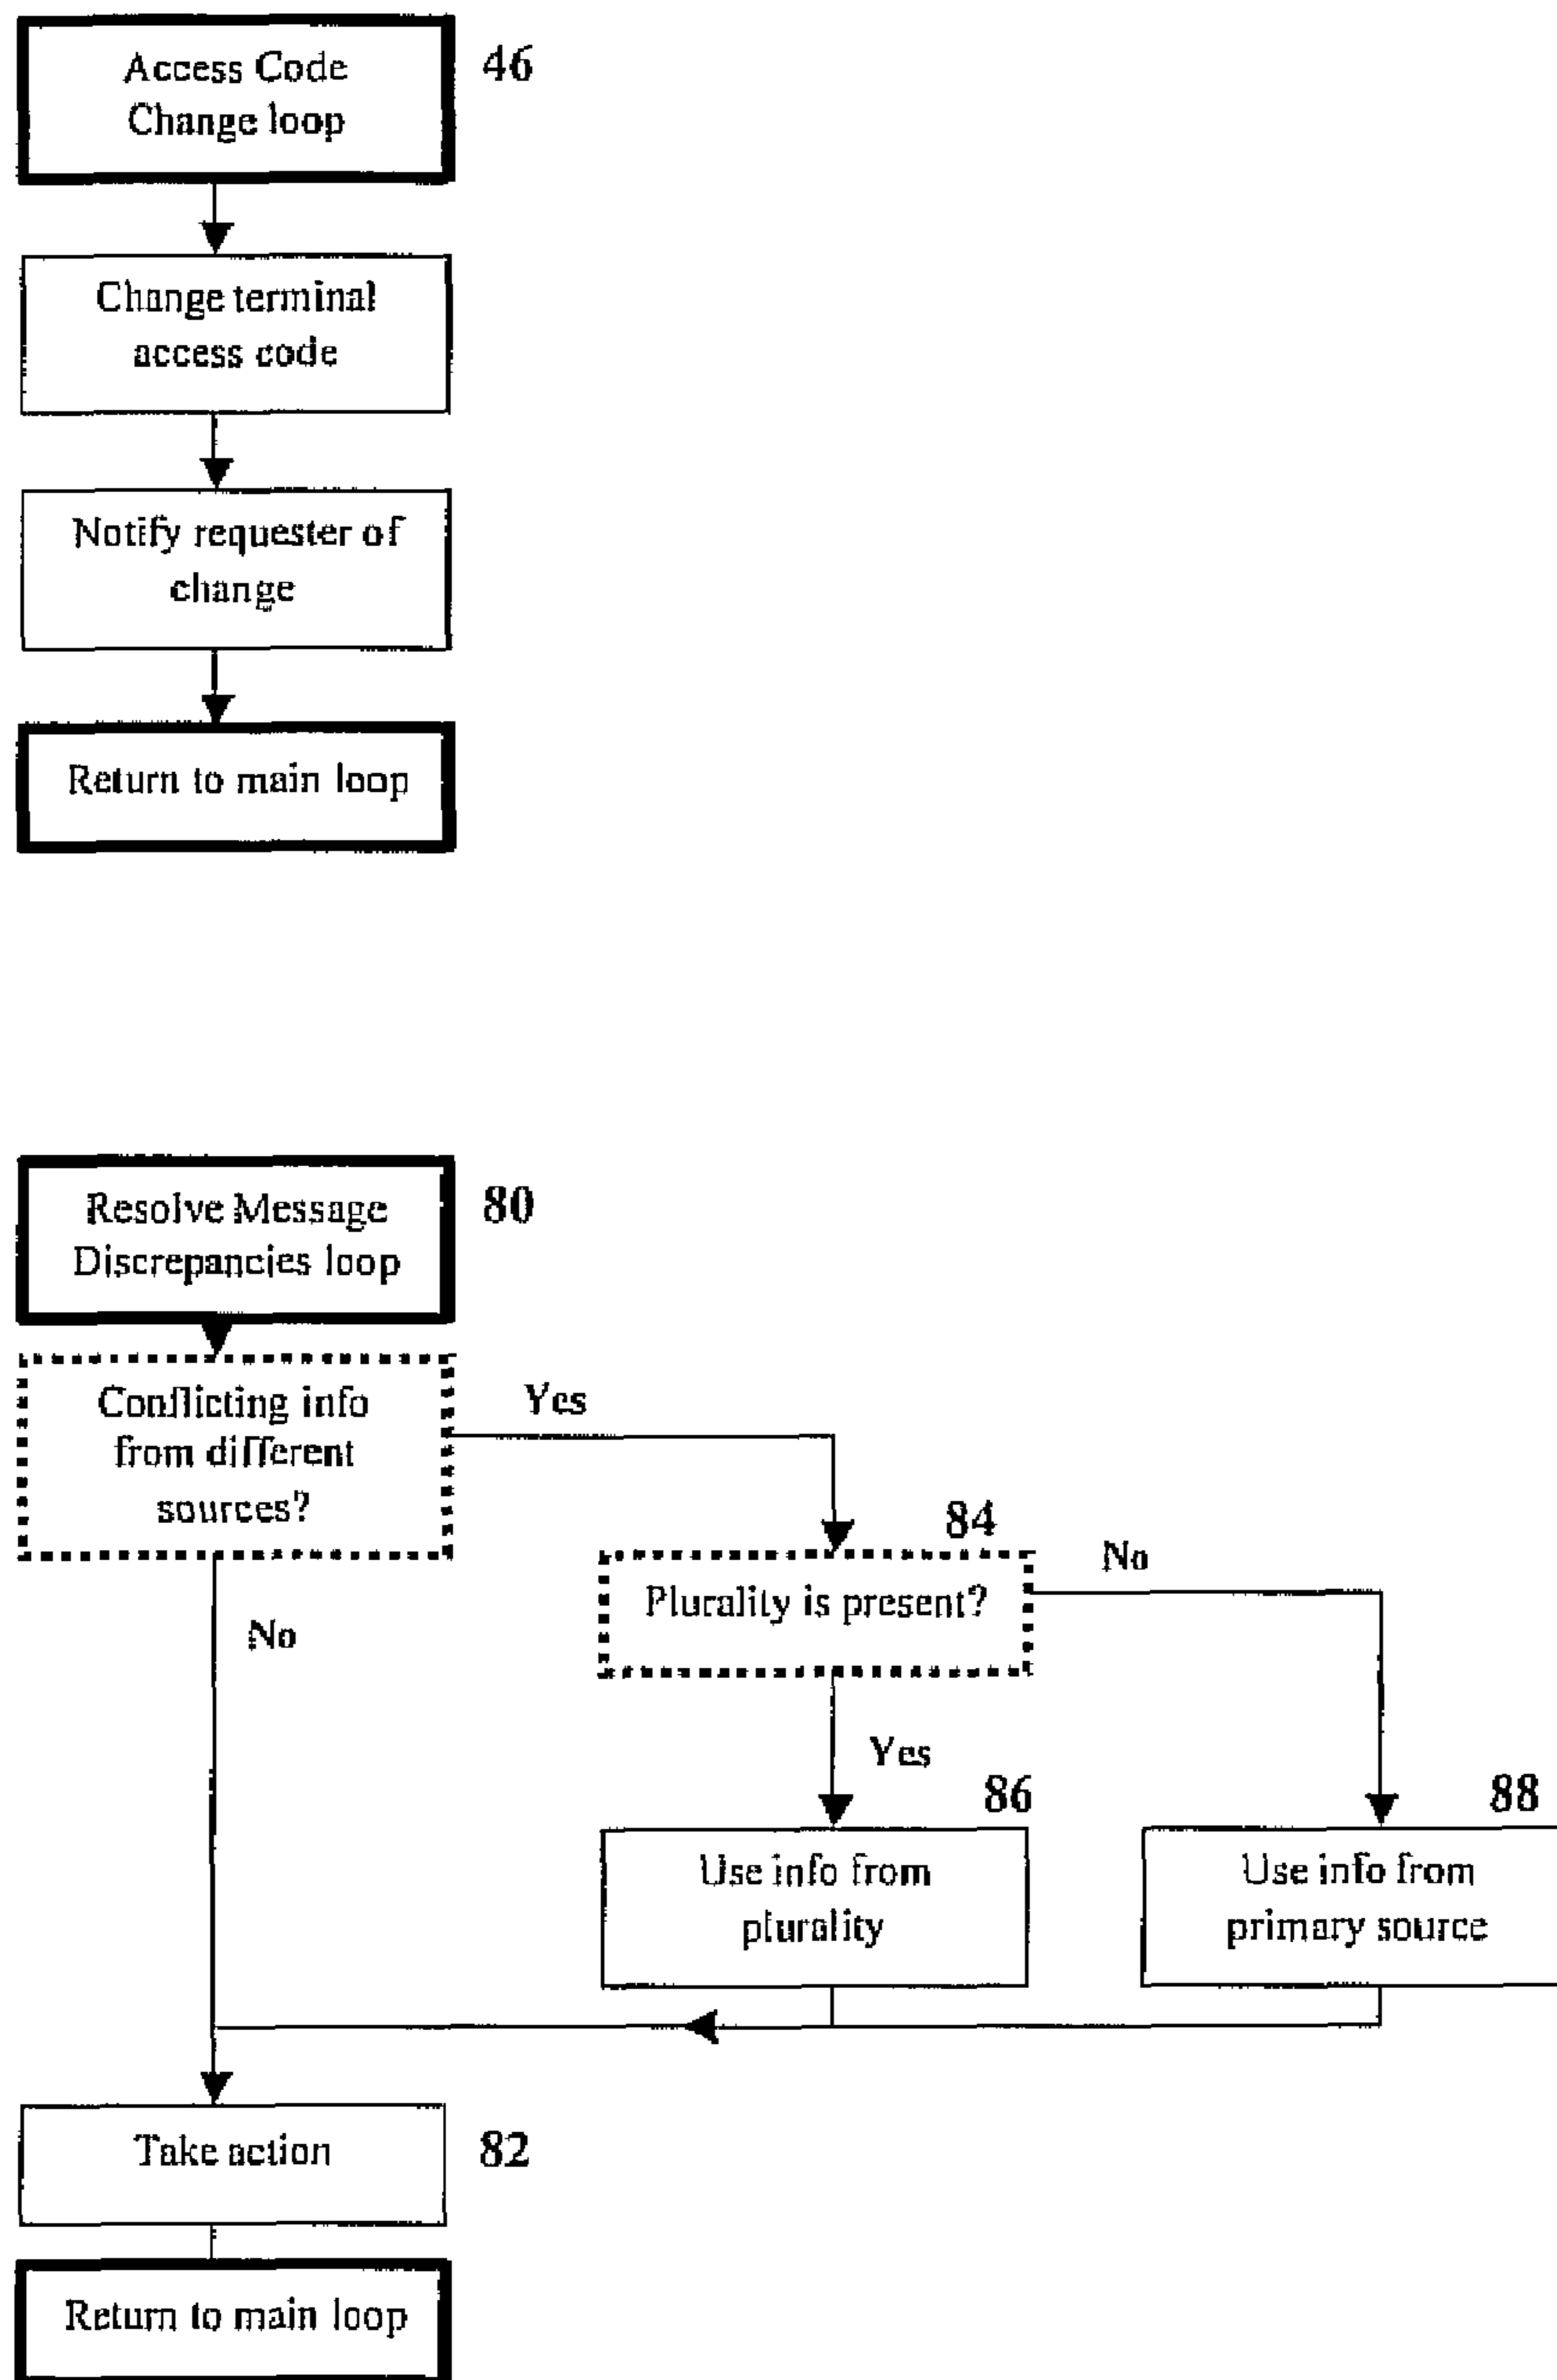 Access Code
Change loop
46
Change terminal
access code
Notify requester of
change
Return to main loop
Resolve Message
Discrepancies loop
80
Conflicting info
from different
sources?
Yes
No
84
Plurality is present?
No
Yes
86
Use info from
plurality
88
Use info from
primary source
Take action
82
Return to main loop